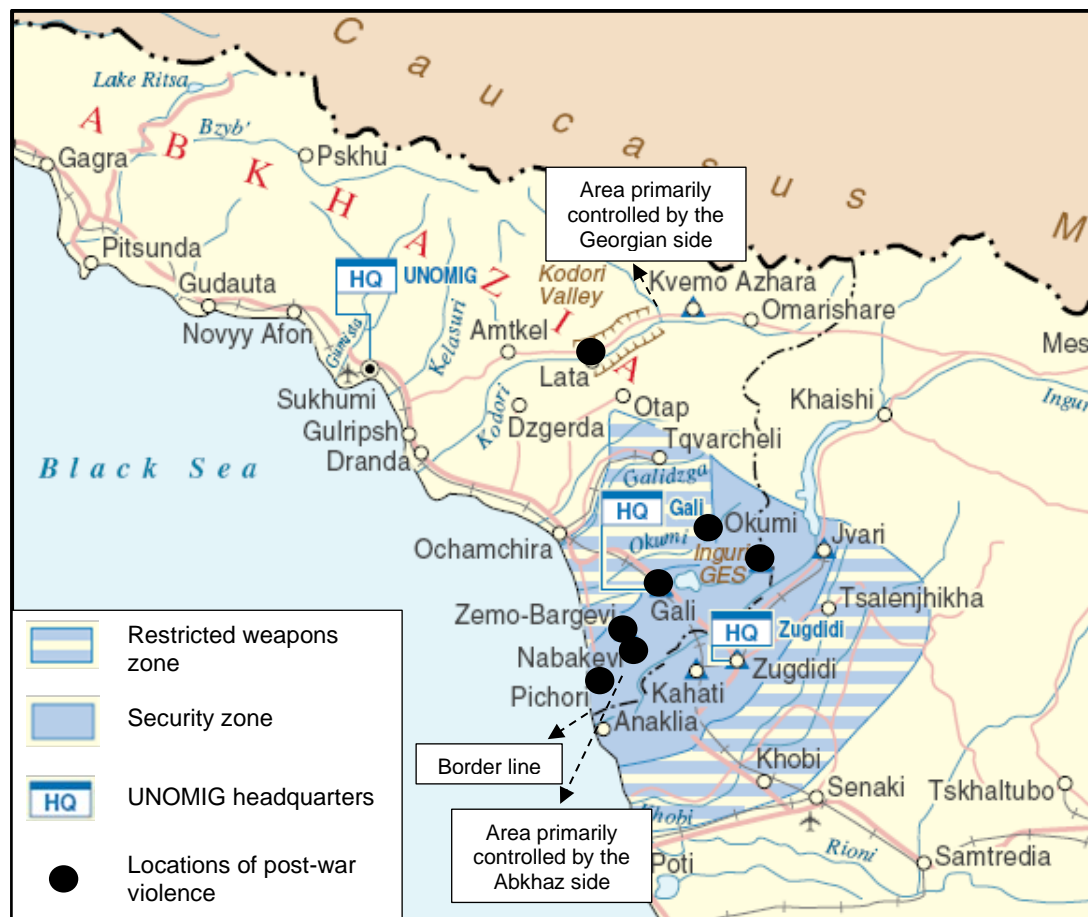 C a u c a s u s M
Lake Ritsa
A B K H A Z I A
Bzyb'
Pskhu
Gagra
Area primarily
controlled by the
Georgian side
Pitsunda
HQ UNOMIG
Kodori
Valley
Kvemo Azhara
Gudauta
Omarishare
Novyy Afon
Gumista
Kelasuri
Amtkel
Mes
Lata
Sukhumi
Kodori
Otap
Khaishi
Ingur
Gulripsh
Dzgerda
Dranda
Tqvarcheli
Black Sea
Galidzga
HQ Gali
Okumi
Ochamchira
Okumi
Inguri
GES
Jvari
Gali
Tsalenjhikha
Zemo-Bargevi
HQ Zugdidi
Nabakevi
Zugdidi
Pichori
Kahati
Anaklia
Border line
Khobi
Senaki
Tskhaltubo
Khobi
Area primarily
controlled by the
Abkhaz side
Rioni
Poti
Samtredia
Restricted weapons
zone
Security zone
HQ UNOMIG headquarters
Locations of post-war
violence